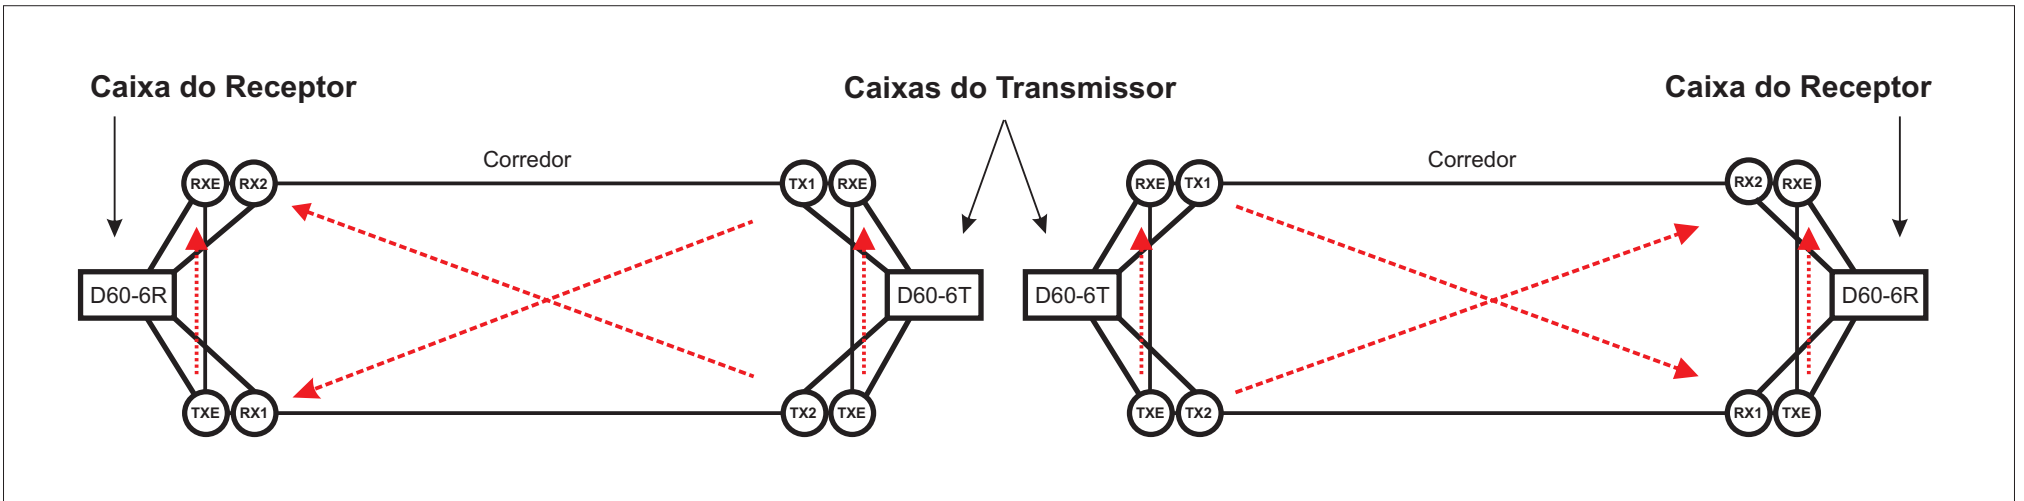 Caixa do Receptor
Caixas do Transmissor
Caixa do Receptor
Corredor
Corredor
RXE RX2 TX1 RXE RXE TX1 RX2 RXE
D60-6R D60-6T D60-6T D60-6R
TXE RX1 TX2 TXE TXE TX2 RX1 TXE